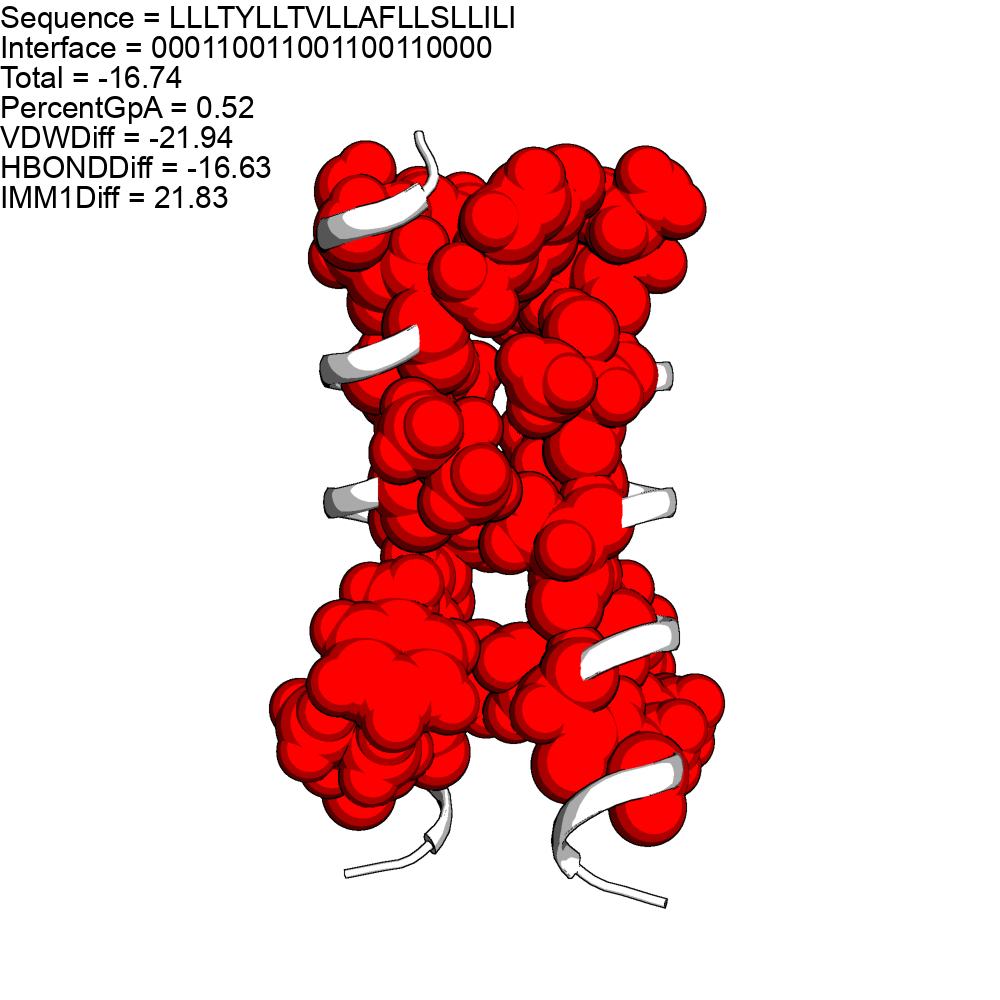 Sequence = LLLTYLLTVLLAFLLSLLILI
Interface = 000110011001100110000
Total = -16.74
PercentGpA = 0.52
VDWDiff = -21.94
HBONDDiff = -16.63
IMM1Diff = 21.83